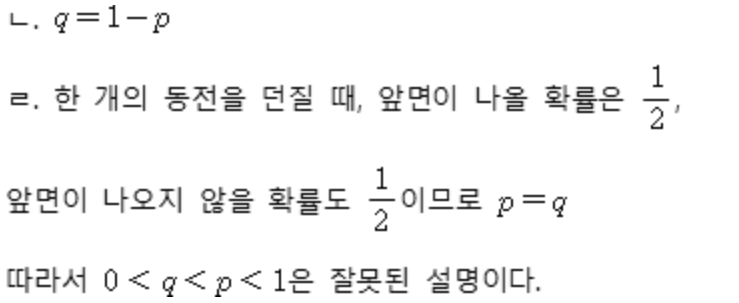 ㄴ. q=1-p
ㄹ. 한 개의 동전을 던질 때, 앞면이 나올 확률은 1/2,
앞면이 나오지 않을 확률도 1/2이므로 p=q
따라서 0<q<p<1은 잘못된 설명이다.